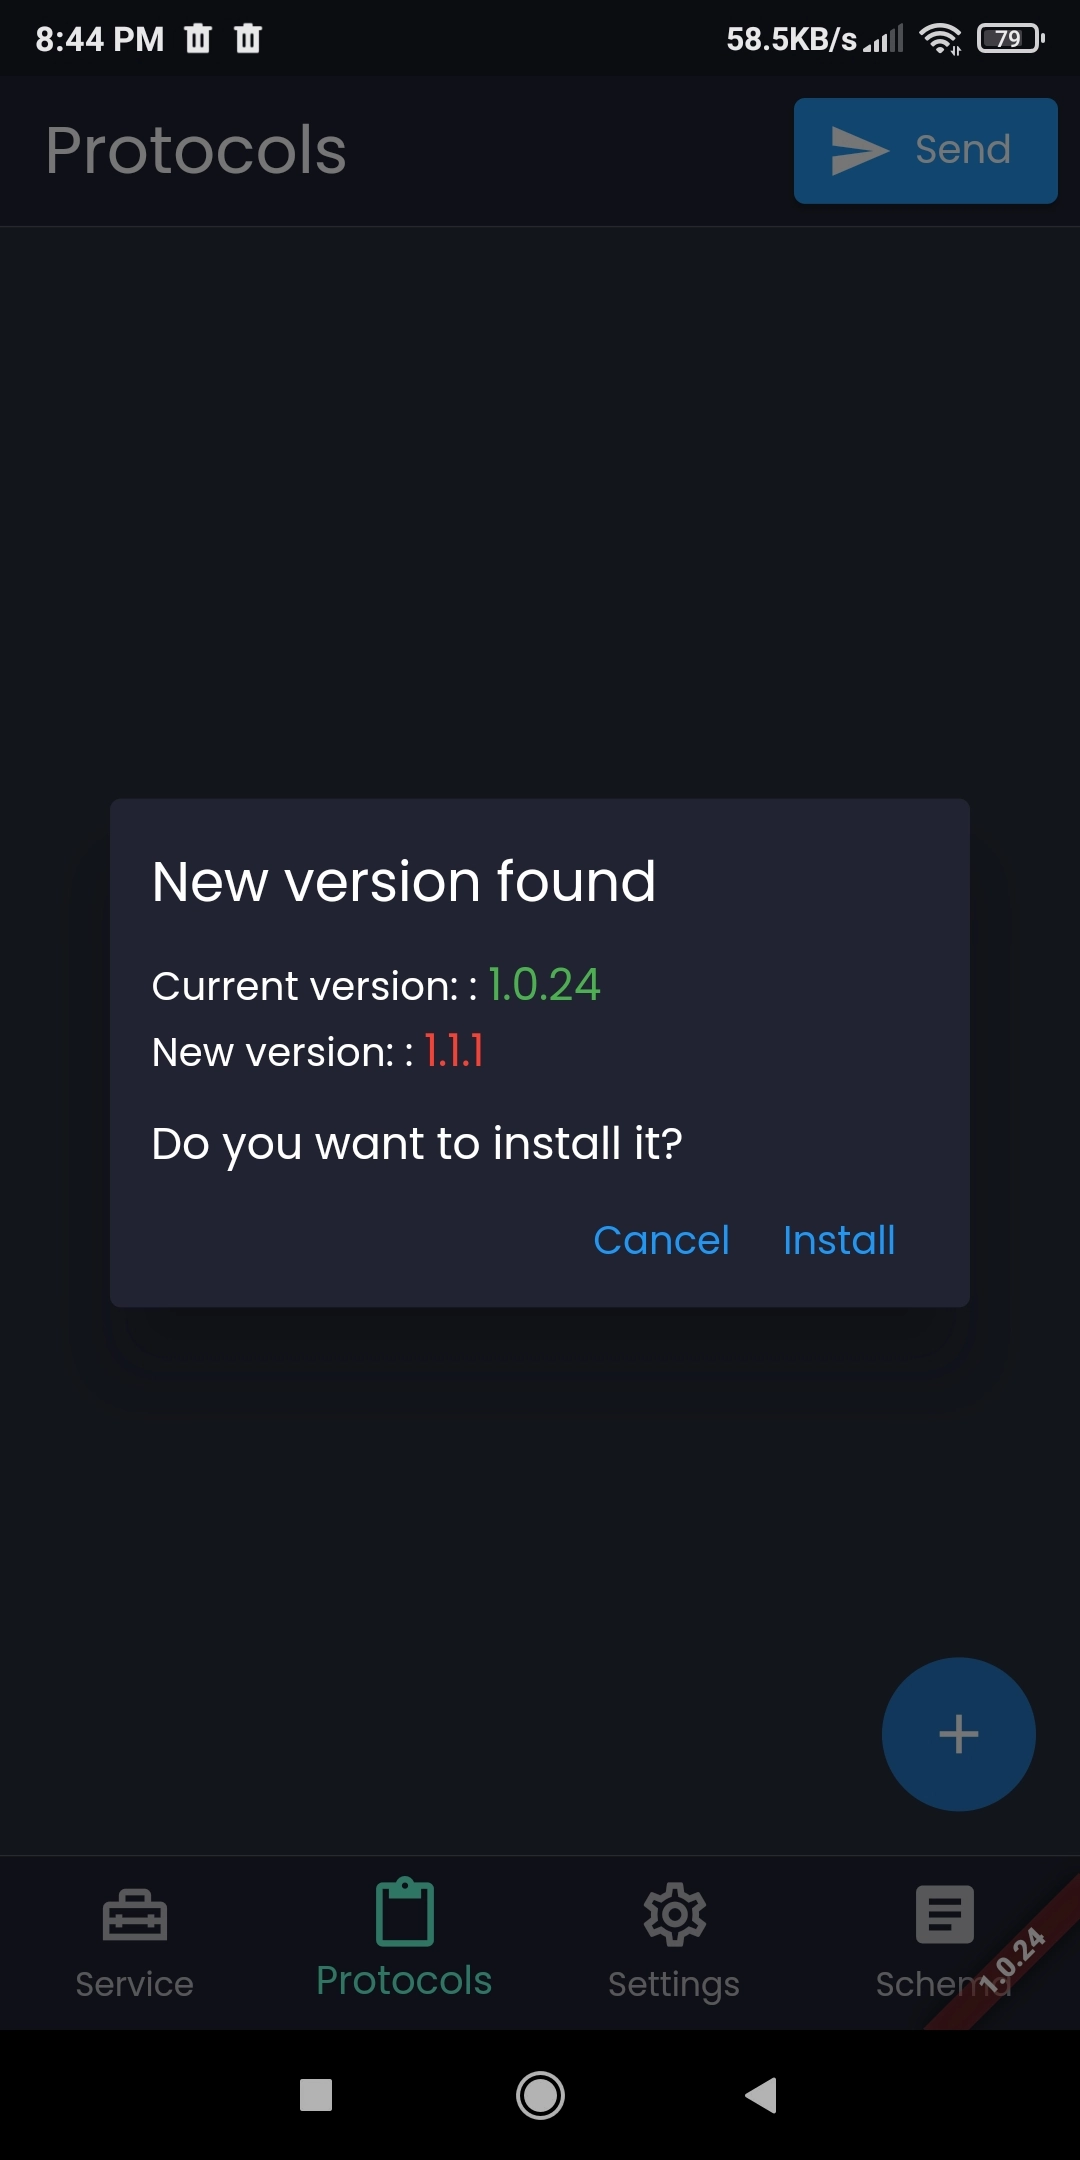 8:44 PM 58.5KB/s 79
Protocols
Send
New version found
Current version: : 1.0.24
New version: : 1.1.1
Do you want to install it?
Cancel Install
Service Protocols Settings Schema
1.0.24